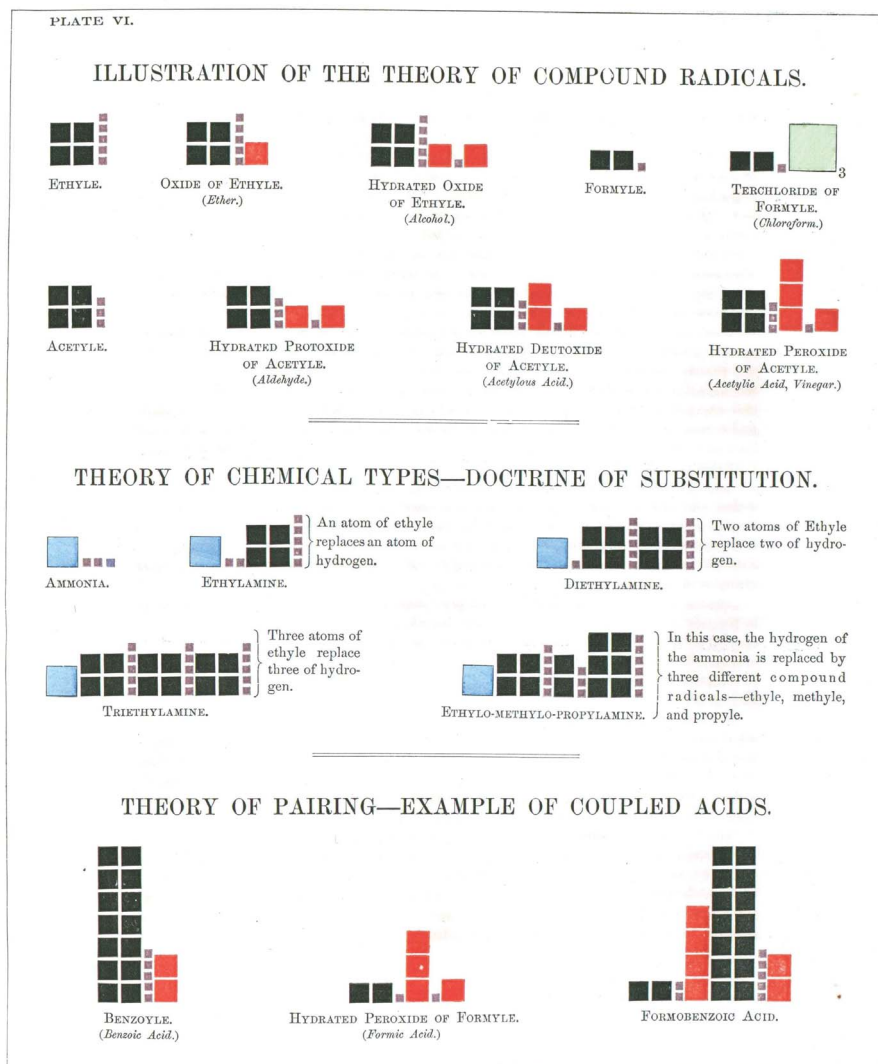 PLATE VI.
ILLUSTRATION OF THE THEORY OF COMPOUND RADICALS.
ETHYLE.
OXIDE OF ETHYLE.
(Ether.)
HYDRATED OXIDE
OF ETHYLE.
(Alcohol.)
FORMYLE.
3
TERCHLORIDE OF
FORMYLE.
(Chloroform.)
ACETYLE.
HYDRATED PROTOXIDE
OF ACETYLE.
(Aldehyde.)
HYDRATED DEUTOXIDE
OF ACETYLE.
(Acetylous Acid.)
HYDRATED PEROXIDE
OF ACETYLE.
(Acetylic Acid, Vinegar.)
THEORY OF CHEMICAL TYPES—DOCTRINE OF SUBSTITUTION.
AMMONIA.
ETHYLAMINE.
An atom of ethyle
replaces an atom of
hydrogen.
DIETHYLAMINE.
Two atoms of Ethyle
replace two of hydro-
gen.
TRIETHYLAMINE.
Three atoms of
ethyle replace
three of hydro-
gen.
ETHYLO-METHYLO-PROPYLAMINE.
In this case, the hydrogen of
the ammonia is replaced by
three different compound
radicals—ethyle, methyle,
and propyle.
THEORY OF PAIRING—EXAMPLE OF COUPLED ACIDS.
BENZOYLE.
(Benzoic Acid.)
HYDRATED PEROXIDE OF FORMYLE.
(Formic Acid.)
FORMOBENZOIC ACID.